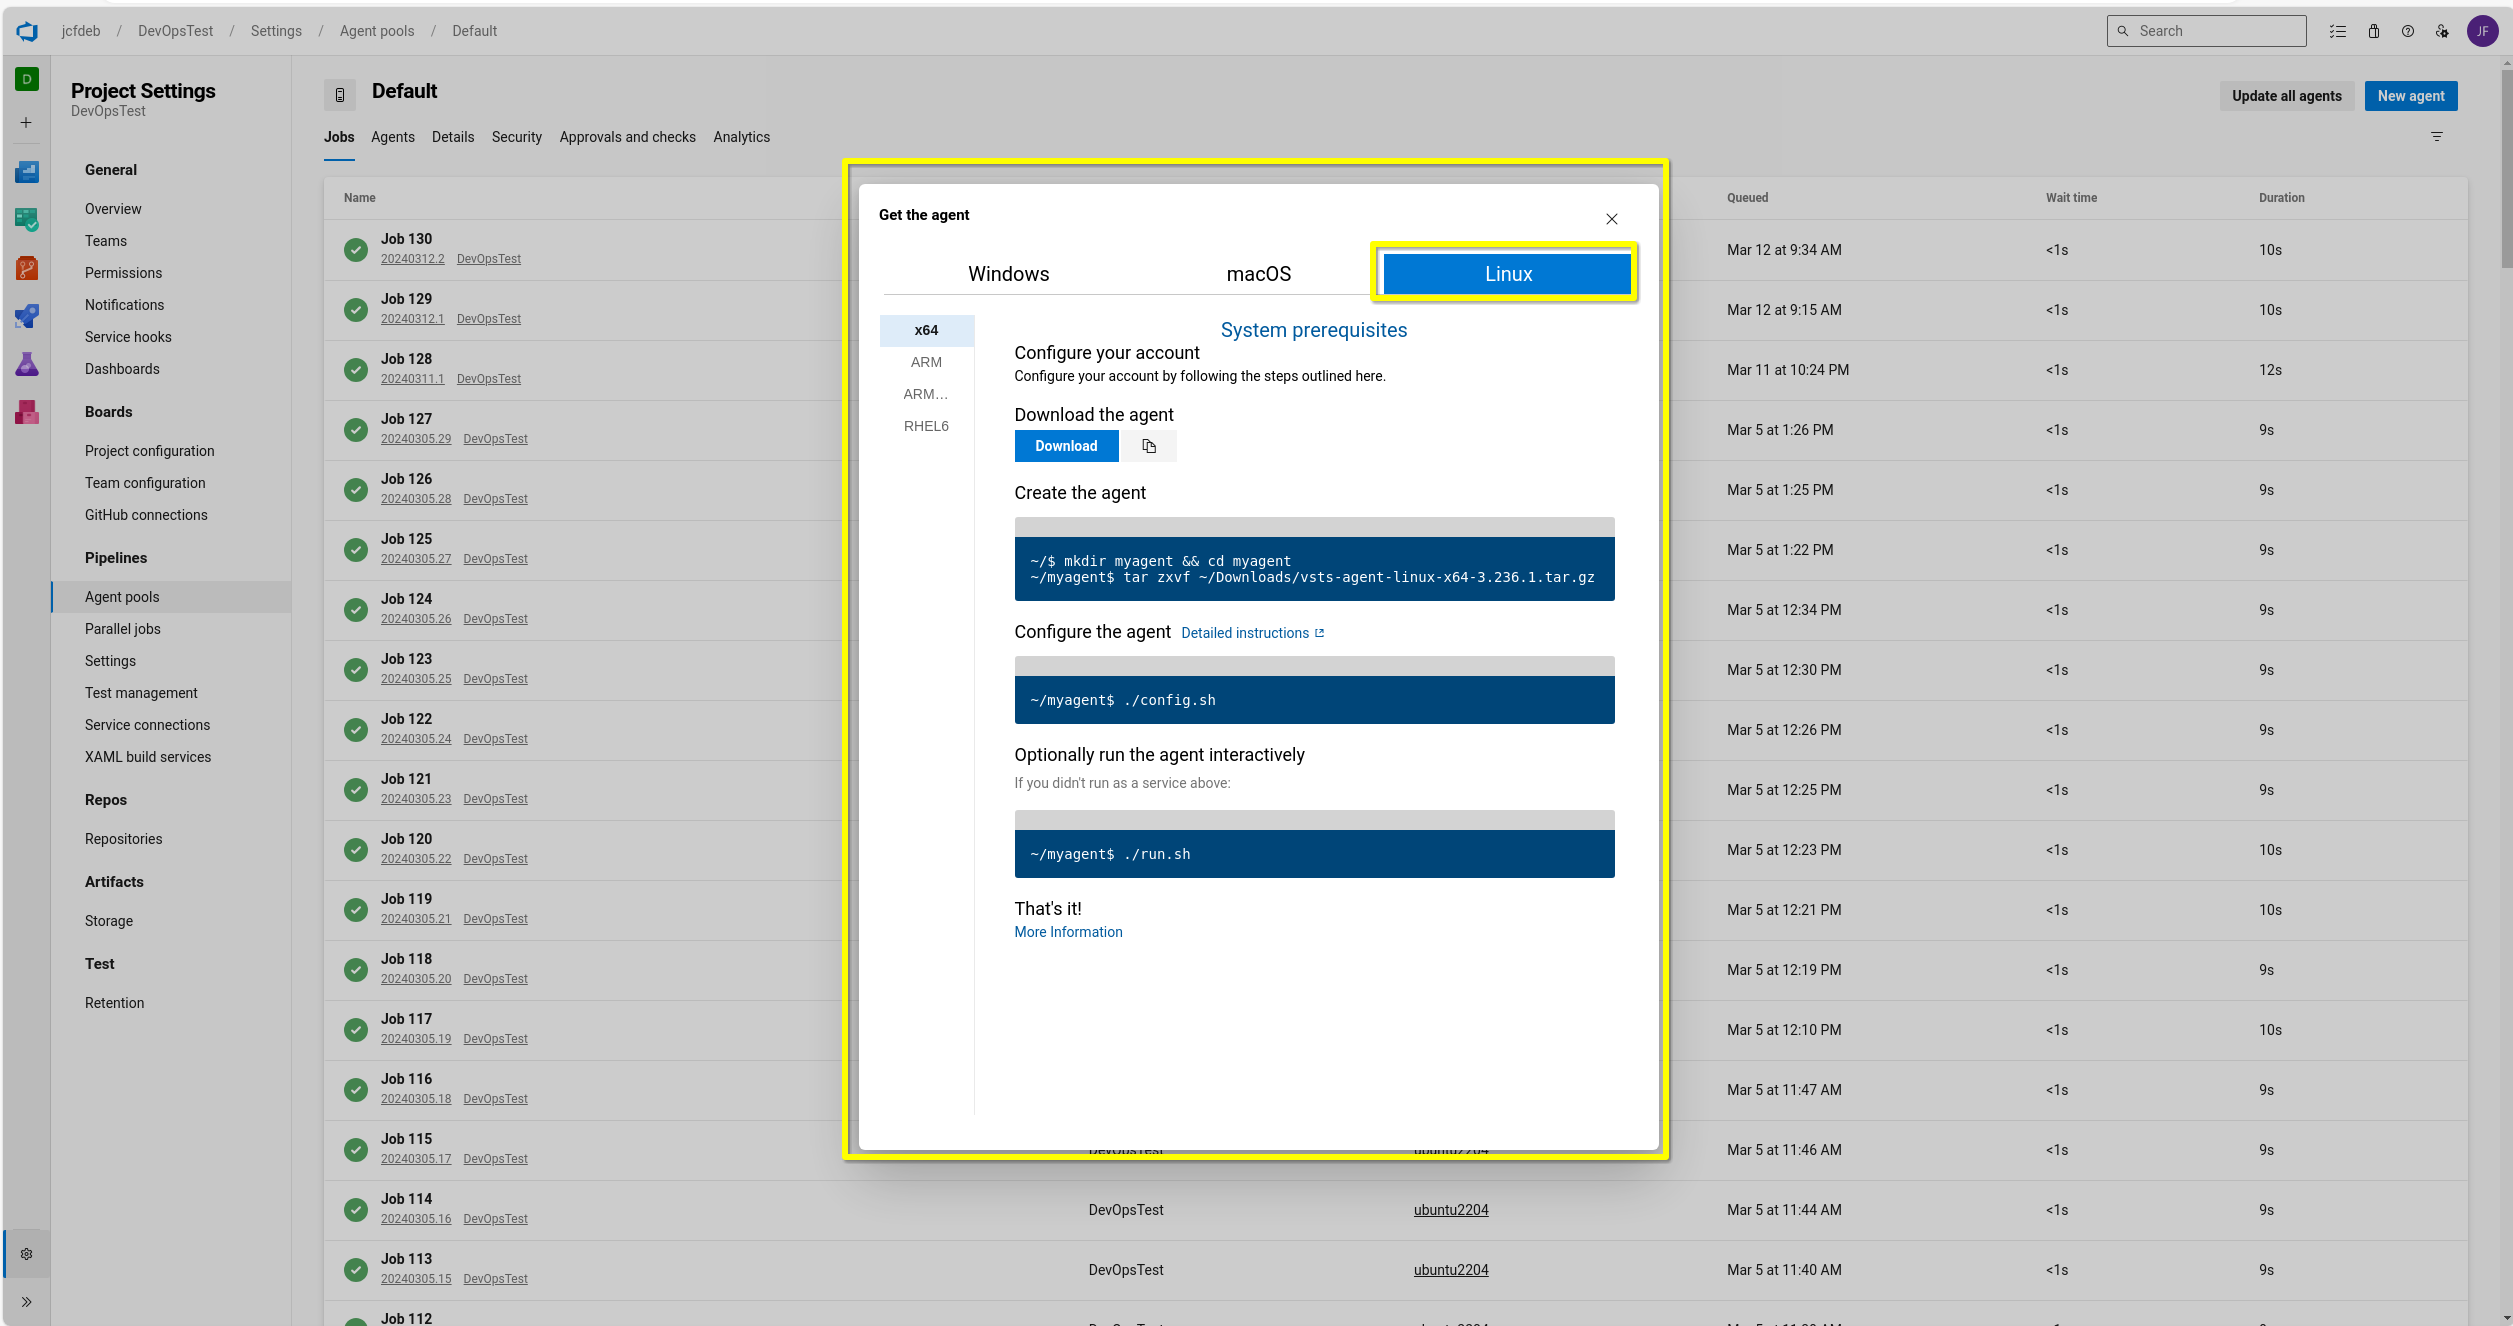 jcfdeb / DevOpsTest / Settings / Agent pools / Default
Search
JF
D
Project Settings
DevOpsTest
General
Overview
Teams
Permissions
Notifications
Service hooks
Dashboards
Boards
Project configuration
Team configuration
GitHub connections
Pipelines
Agent pools
Parallel jobs
Settings
Test management
Service connections
XAML build services
Repos
Repositories
Artifacts
Storage
Test
Retention
Default
Update all agents
New agent
Jobs Agents Details Security Approvals and checks Analytics
Name Queued Wait time Duration
Job 130
20240312.2 DevOpsTest
Mar 12 at 9:34 AM <1s 10s
Job 129
20240312.1 DevOpsTest
Mar 12 at 9:15 AM <1s 10s
Job 128
20240311.1 DevOpsTest
Mar 11 at 10:24 PM <1s 12s
Job 127
20240305.29 DevOpsTest
Mar 5 at 1:26 PM <1s 9s
Job 126
20240305.28 DevOpsTest
Mar 5 at 1:25 PM <1s 9s
Job 125
20240305.27 DevOpsTest
Mar 5 at 1:22 PM <1s 9s
Job 124
20240305.26 DevOpsTest
Mar 5 at 12:34 PM <1s 9s
Job 123
20240305.25 DevOpsTest
Mar 5 at 12:30 PM <1s 9s
Job 122
20240305.24 DevOpsTest
Mar 5 at 12:26 PM <1s 9s
Job 121
20240305.23 DevOpsTest
Mar 5 at 12:25 PM <1s 9s
Job 120
20240305.22 DevOpsTest
Mar 5 at 12:23 PM <1s 10s
Job 119
20240305.21 DevOpsTest
Mar 5 at 12:21 PM <1s 10s
Job 118
20240305.20 DevOpsTest
Mar 5 at 12:19 PM <1s 9s
Job 117
20240305.19 DevOpsTest
Mar 5 at 12:10 PM <1s 10s
Job 116
20240305.18 DevOpsTest
Mar 5 at 11:47 AM <1s 9s
Job 115
20240305.17 DevOpsTest
Mar 5 at 11:46 AM <1s 9s
Job 114
20240305.16 DevOpsTest
DevOpsTest ubuntu2204 Mar 5 at 11:44 AM <1s 9s
Job 113
20240305.15 DevOpsTest
DevOpsTest ubuntu2204 Mar 5 at 11:40 AM <1s 9s
Job 112
Get the agent
Windows macOS Linux
x64
ARM
ARM…
RHEL6
System prerequisites
Configure your account
Configure your account by following the steps outlined here.
Download the agent
Download
Create the agent
~/$ mkdir myagent && cd myagent
~/myagent$ tar zxvf ~/Downloads/vsts-agent-linux-x64-3.236.1.tar.gz
Configure the agent Detailed instructions
~/myagent$ ./config.sh
Optionally run the agent interactively
If you didn't run as a service above:
~/myagent$ ./run.sh
That's it!
More Information